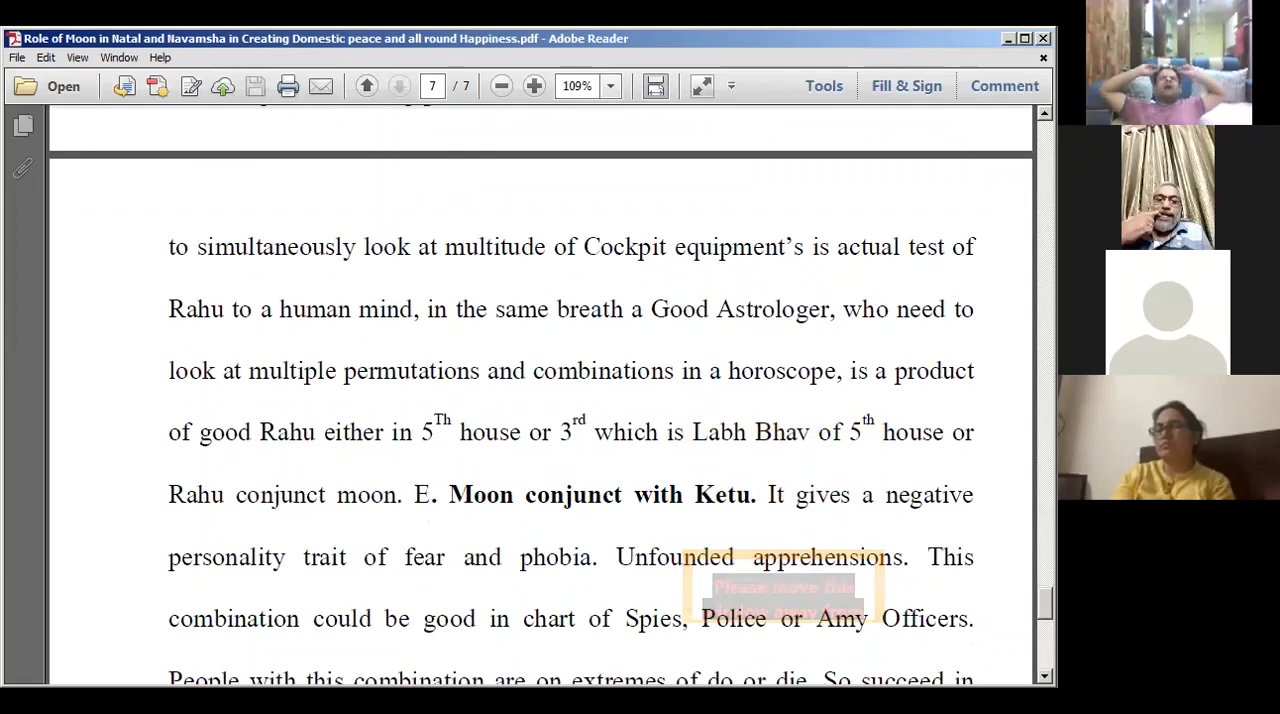 Role of Moon in Natal and Navamsha in Creating Domestic peace and all round Happiness.pdf - Adobe Reader
File Edit View Window Help
Open 7 / 7 109% Tools Fill & Sign Comment
to simultaneously look at multitude of Cockpit equipment’s is actual test of
Rahu to a human mind, in the same breath a Good Astrologer, who need to
look at multiple permutations and combinations in a horoscope, is a product
of good Rahu either in 5Th house or 3rd which is Labh Bhav of 5th house or
Rahu conjunct moon. E. Moon conjunct with Ketu. It gives a negative
personality trait of fear and phobia. Unfounded apprehensions. This
Please move this
away from
combination could be good in chart of Spies, Police or Amy Officers.
People with this combination are on extremes of do or die. So succeed in